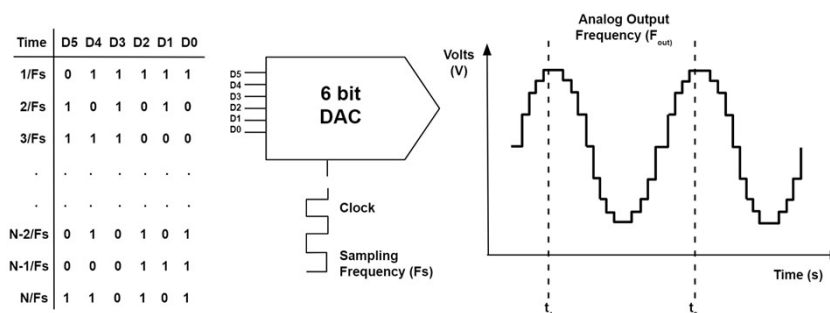 Time D5 D4 D3 D2 D1 D0
1/Fs 0 1 1 1 1 1
2/Fs 1 0 1 0 1 0
3/Fs 1 1 1 0 0 0
. . . . . . .
. . . . . . .
N-2/Fs 0 1 0 1 0 1
N-1/Fs 0 0 0 1 1 1
N/Fs 1 1 0 1 0 1
D5
D4
D3
D2
D1
D0
6 bit
DAC
Clock
Sampling
Frequency (Fs)
Analog Output
Frequency (Fout)
Volts
(V)
Time (s)